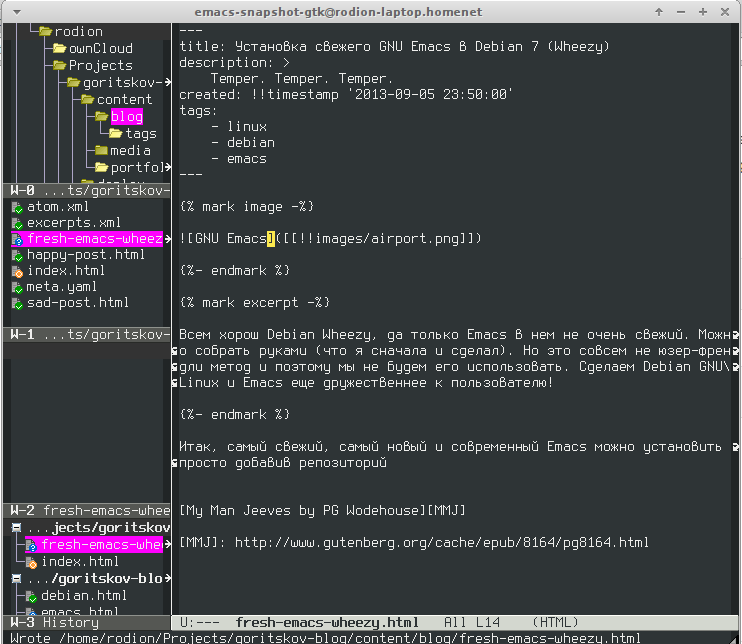 emacs-snapshot-gtk@rodion-laptop.homenet
rodion
ownCloud
Projects
goritskov-
content
blog
tags
media
portfol
W-0 ...ts/goritskov-
atom.xml
excerpts.xml
fresh-emacs-wheez
happy-post.html
index.html
meta.yaml
sad-post.html
W-1 ...ts/goritskov-
W-2 fresh-emacs-whee
...jects/goritskov
fresh-emacs-whe
index.html
.../goritskov-blo
debian.html
emacs.html
W-3 History
---
title: Установка свежего GNU Emacs в Debian 7 (Wheezy)
description: >
Temper. Temper. Temper.
created: !!timestamp '2013-09-05 23:50:00'
tags:
- linux
- debian
- emacs
---
{% mark image -%}
![GNU Emacs]([[!!images/airport.png]])
{%- endmark %}
{% mark excerpt -%}
Всем хорош Debian Wheezy, да только Emacs в нем не очень свежий. Можн
о собрать руками (что я сначала и сделал). Но это совсем не юзер-френ
дли метод и поэтому мы не будем его использовать. Сделаем Debian GNU\
Linux и Emacs еще дружественнее к пользователю!
{%- endmark %}
Итак, самый свежий, самый новый и современный Emacs можно установить
просто добавив репозиторий
[My Man Jeeves by PG Wodehouse][MMJ]
[MMJ]: http://www.gutenberg.org/cache/epub/8164/pg8164.html
U:--- fresh-emacs-wheezy.html All L14 (HTML)
Wrote /home/rodion/Projects/goritskov-blog/content/blog/fresh-emacs-wheezy.html